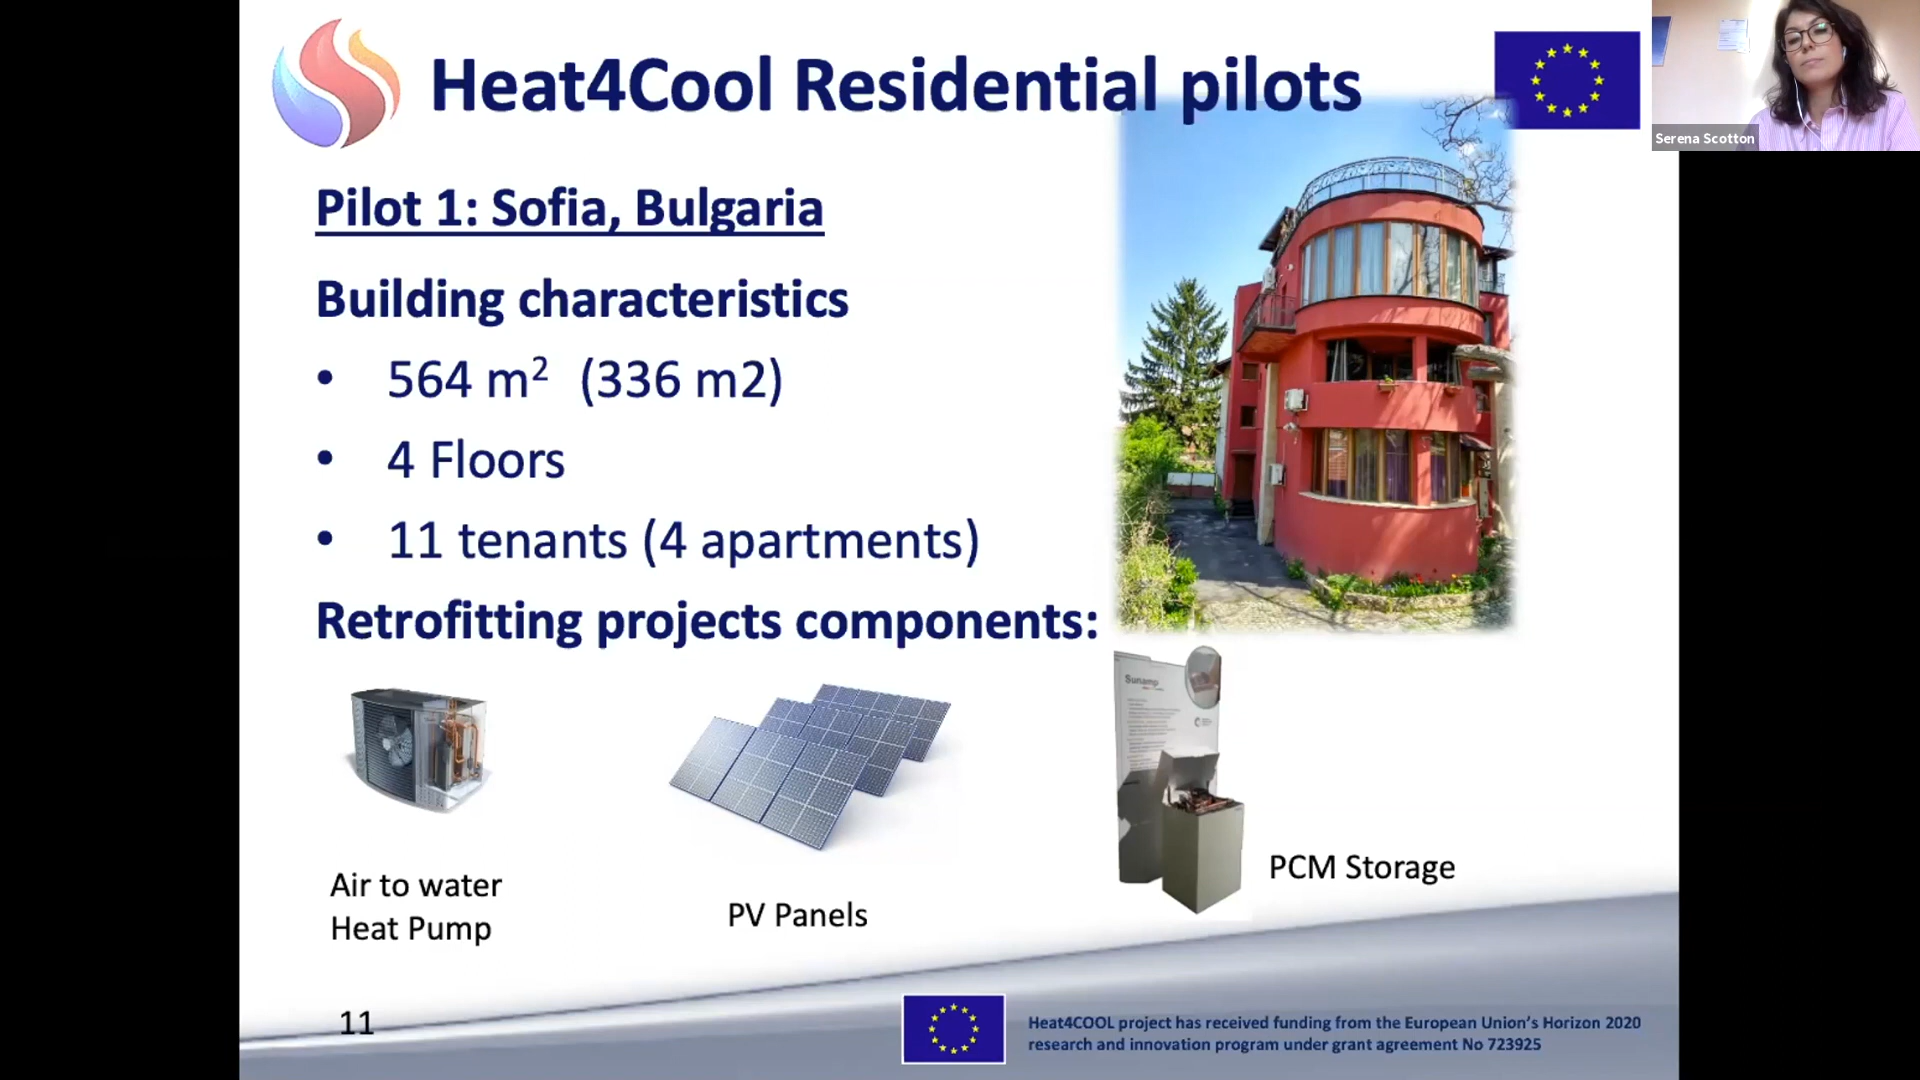 Heat4Cool Residential pilots
Serena Scotton
Pilot 1: Sofia, Bulgaria
Building characteristics
• 564 m² (336 m2)
• 4 Floors
• 11 tenants (4 apartments)
Retrofitting projects components:
Sunamp
Air to water
Heat Pump
PV Panels
PCM Storage
11
Heat4COOL project has received funding from the European Union's Horizon 2020
research and innovation program under grant agreement No 723925